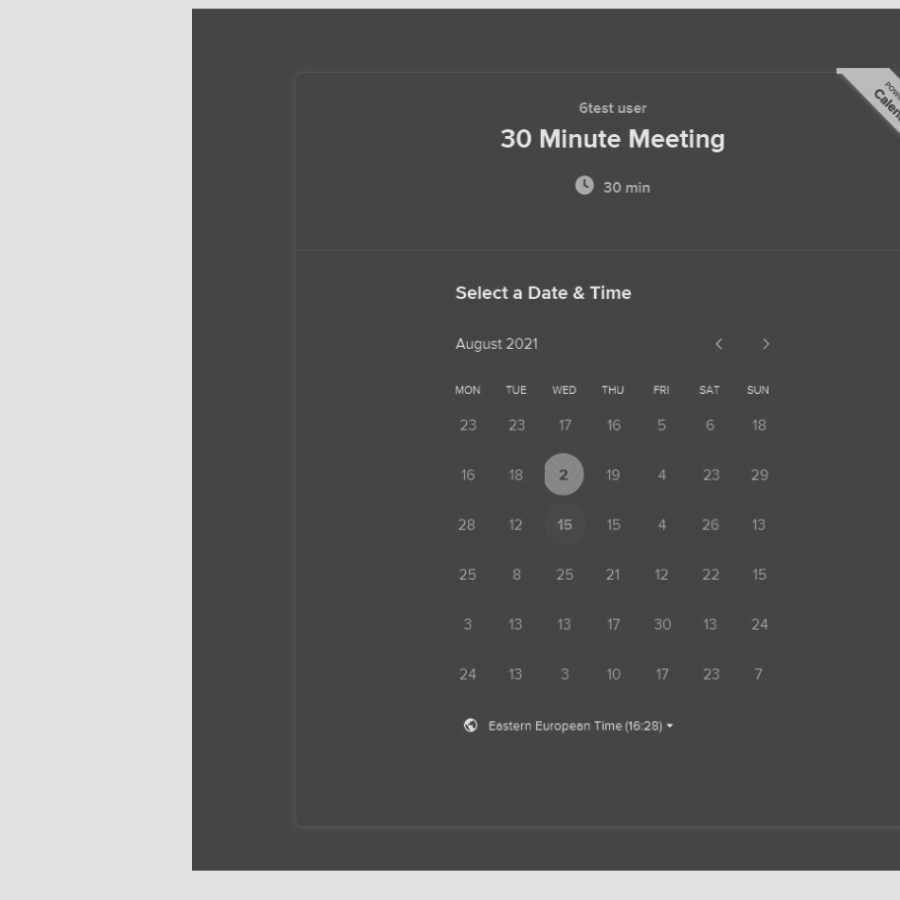 6test user
30 Minute Meeting
30 min
Select a Date & Time
August 2021
MON TUE WED THU FRI SAT SUN
23 23 17 16 5 6 18
16 18 2 19 4 23 29
28 12 15 15 4 26 13
25 8 25 21 12 22 15
3 13 13 17 30 13 24
24 13 3 10 17 23 7
Eastern European Time (16:28)